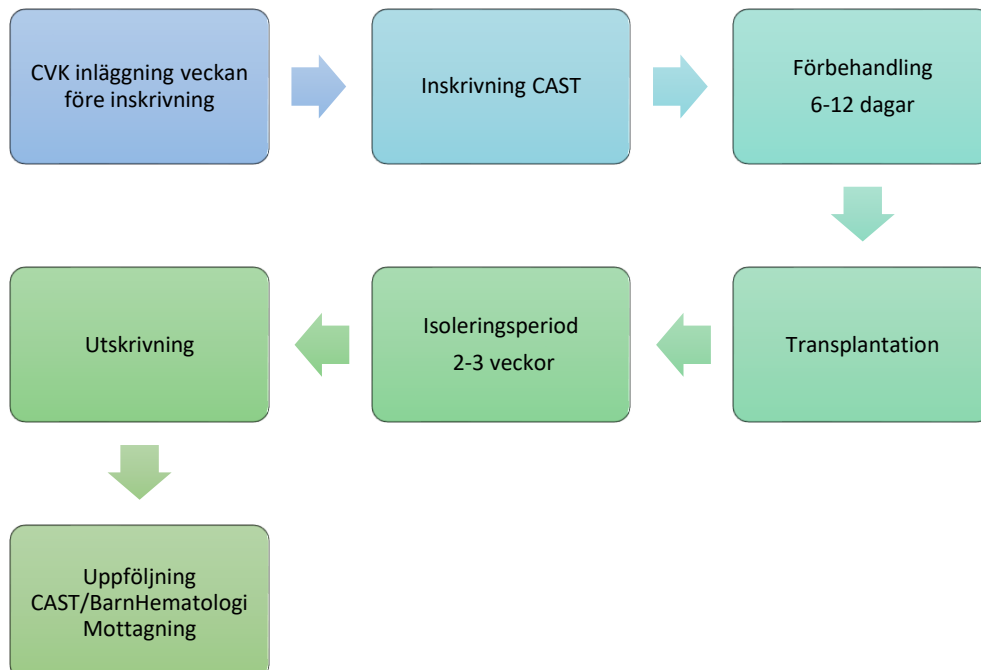 CVK inläggning veckan
före inskrivning
Inskrivning CAST
Förbehandling
6-12 dagar
Transplantation
Isoleringsperiod
2-3 veckor
Utskrivning
Uppföljning
CAST/BarnHematologi
Mottagning